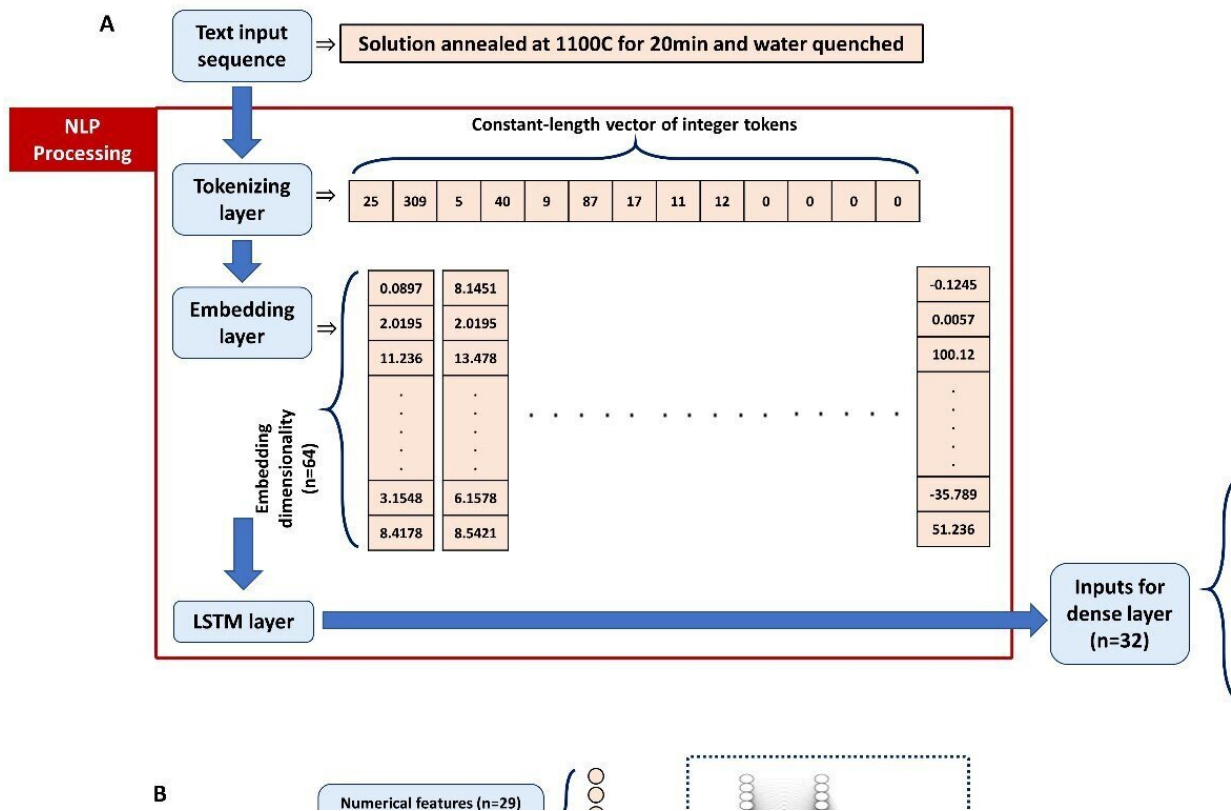 A
Text input
sequence
⇒
Solution annealed at 1100C for 20min and water quenched
NLP
Processing
Constant-length vector of integer tokens
Tokenizing
layer
⇒
25 309 5 40 9 87 17 11 12 0 0 0 0
Embedding
layer
⇒
0.0897 8.1451 -0.1245
2.0195 2.0195 0.0057
11.236 13.478 100.12
3.1548 6.1578 -35.789
8.4178 8.5421 51.236
Embedding
dimensionality
(n=64)
LSTM layer
Inputs for
dense layer
(n=32)
B
Numerical features (n=29)